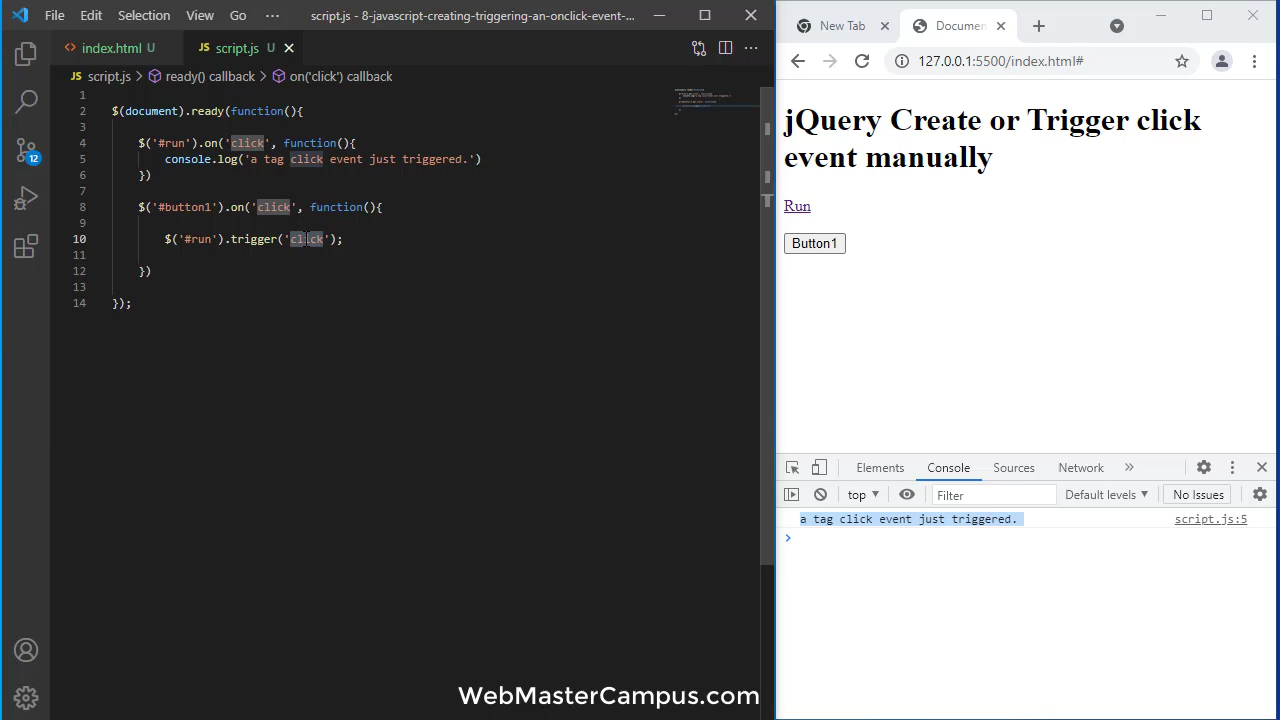 File Edit Selection View Go ··· script.js - 8-javascript-creating-triggering-an-onclick-event-...
index.html U script.js U
script.js > ready() callback > on('click') callback
1
2 $(document).ready(function(){
3
4 $('#run').on('click', function(){
5 console.log('a tag click event just triggered.')
6 })
7
8 $('#button1').on('click', function(){
9
10 $('#run').trigger('click');
11
12 })
13
14 });
12
WebMasterCampus.com
New Tab Documen
127.0.0.1:5500/index.html#
jQuery Create or Trigger click
event manually
Run
Button1
Elements Console Sources Network »
top Filter Default levels No Issues
a tag click event just triggered. script.js:5
>